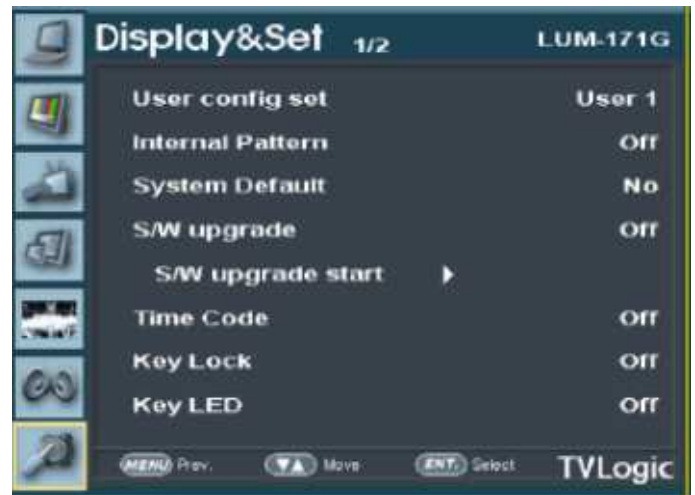 Display&Set 1/2 LUM-171G
User config set User 1
Internal Pattern Off
System Default No
S/W upgrade Off
S/W upgrade start
Time Code Off
Key Lock Off
Key LED Off
MENU Prev. ▼▲ Move ENT. Select TVLogic